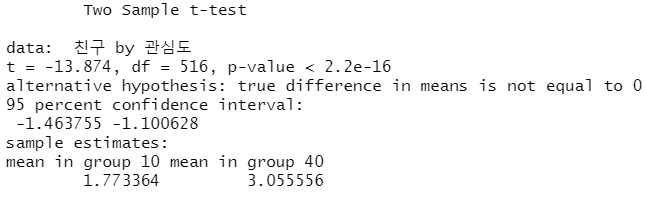 Two Sample t-test
data:  친구 by 관심도
t = -13.874, df = 516, p-value < 2.2e-16
alternative hypothesis: true difference in means is not equal to 0
95 percent confidence interval:
 -1.463755 -1.100628
sample estimates:
mean in group 10 mean in group 40
        1.773364         3.055556